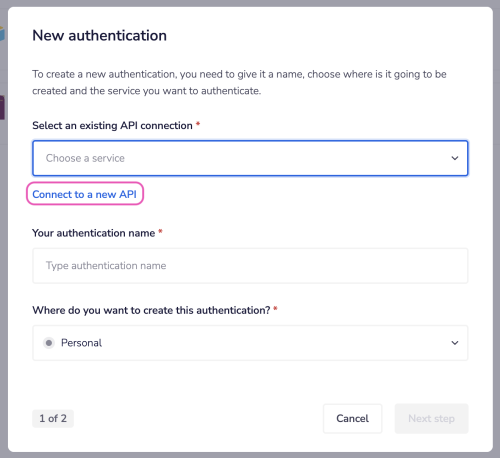 New authentication
To create a new authentication, you need to give it a name, choose where is it going to be
created and the service you want to authenticate.
Select an existing API connection *
Choose a service
Connect to a new API
Your authentication name *
Type authentication name
Where do you want to create this authentication? *
Personal
1 of 2
Cancel
Next step